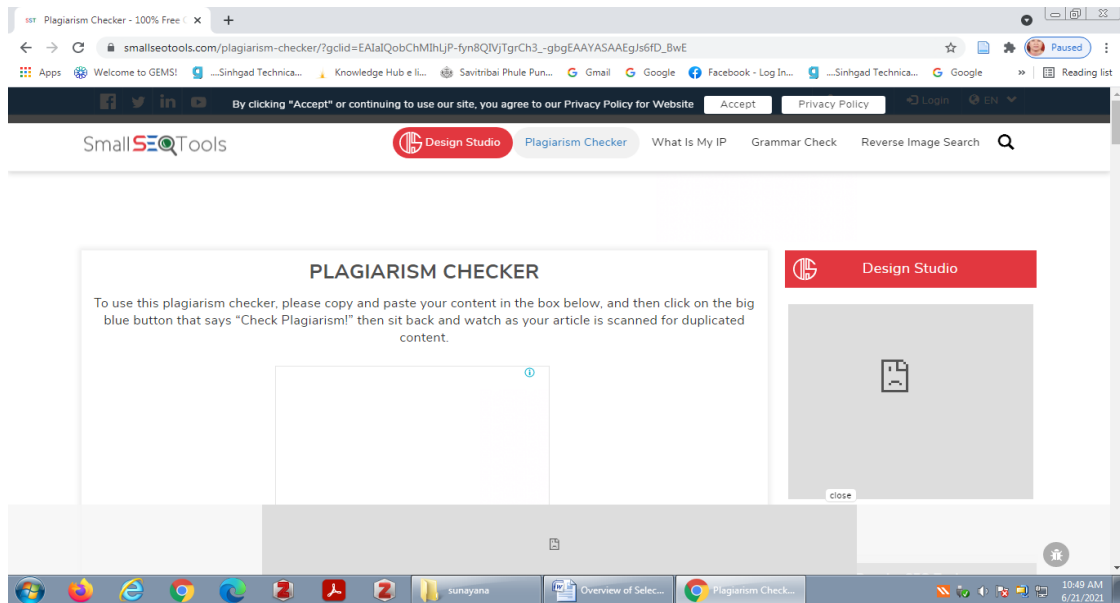 SST Plagiarism Checker - 100% Free C
smallseotools.com/plagiarism-checker/?gclid=EAIaIQobChMIhLjP-fyn8QIVjTgrCh3_-gbgEAAYASAAEgJs6fD_BwE
Paused
Apps Welcome to GEMS! ....Sinhgad Technica... Knowledge Hub e li... Savitribai Phule Pun... Gmail Google Facebook - Log In... ....Sinhgad Technica... Google » Reading list
By clicking "Accept" or continuing to use our site, you agree to our Privacy Policy for Website Accept Privacy Policy Login EN
SmallSEOTools Design Studio Plagiarism Checker What Is My IP Grammar Check Reverse Image Search
PLAGIARISM CHECKER
Design Studio
To use this plagiarism checker, please copy and paste your content in the box below, and then click on the big
blue button that says “Check Plagiarism!” then sit back and watch as your article is scanned for duplicated
content.
close
sunayana Overview of Selec... Plagiarism Check... 10:49 AM
6/21/2021